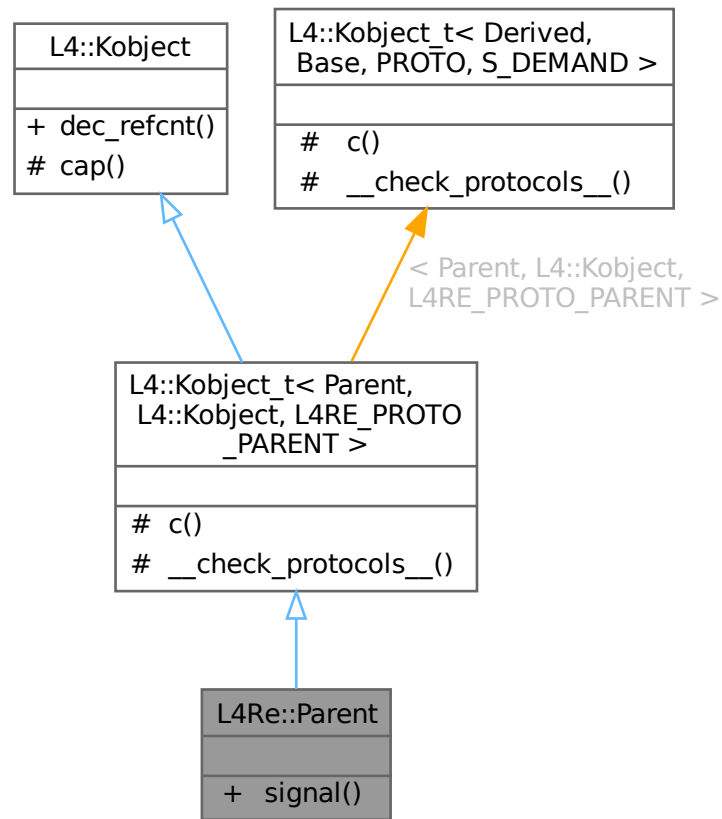 L4::Kobject
+ dec_refcnt()
# cap()
L4::Kobject_t< Derived,
Base, PROTO, S_DEMAND >
# c()
# __check_protocols__()
< Parent, L4::Kobject,
L4RE_PROTO_PARENT >
L4::Kobject_t< Parent,
L4::Kobject, L4RE_PROTO
_PARENT >
# c()
# __check_protocols__()
L4Re::Parent
+ signal()